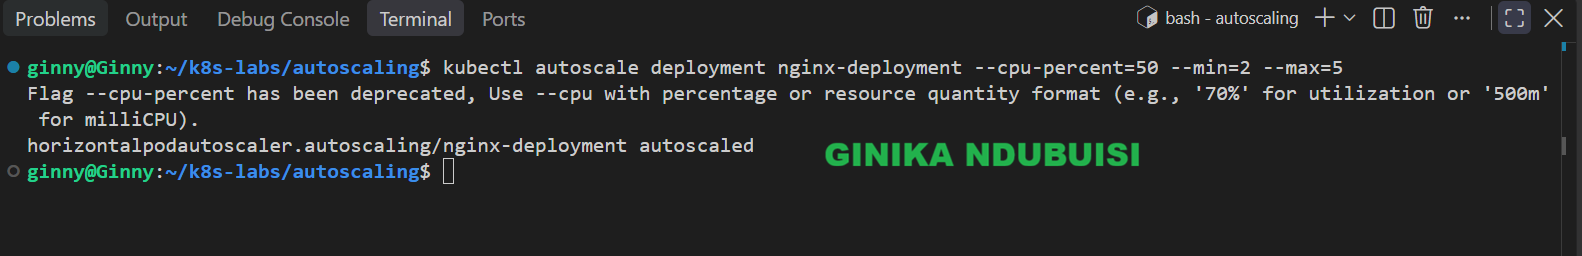 Problems Output Debug Console Terminal Ports bash - autoscaling
ginny@Ginny:~/k8s-labs/autoscaling$ kubectl autoscale deployment nginx-deployment --cpu-percent=50 --min=2 --max=5
Flag --cpu-percent has been deprecated, Use --cpu with percentage or resource quantity format (e.g., '70%' for utilization or '500m'
for milliCPU).
horizontalpodautoscaler.autoscaling/nginx-deployment autoscaled
GINIKA NDUBUISI
ginny@Ginny:~/k8s-labs/autoscaling$